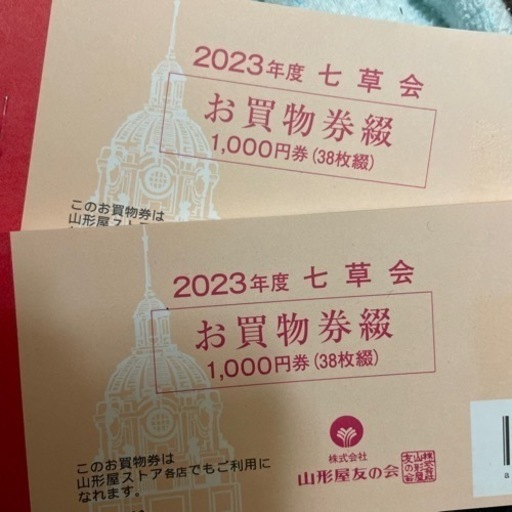 2023年度 七草会
お買物券綴
1,000円券(38枚綴)
このお買物券は
山形屋スト
2023年度 七草会
お買物券綴
1,000円券(38枚綴)
このお買物券は
山形屋ストア各店でもご利用に
なれます。
株式会社
山形屋友の会
a